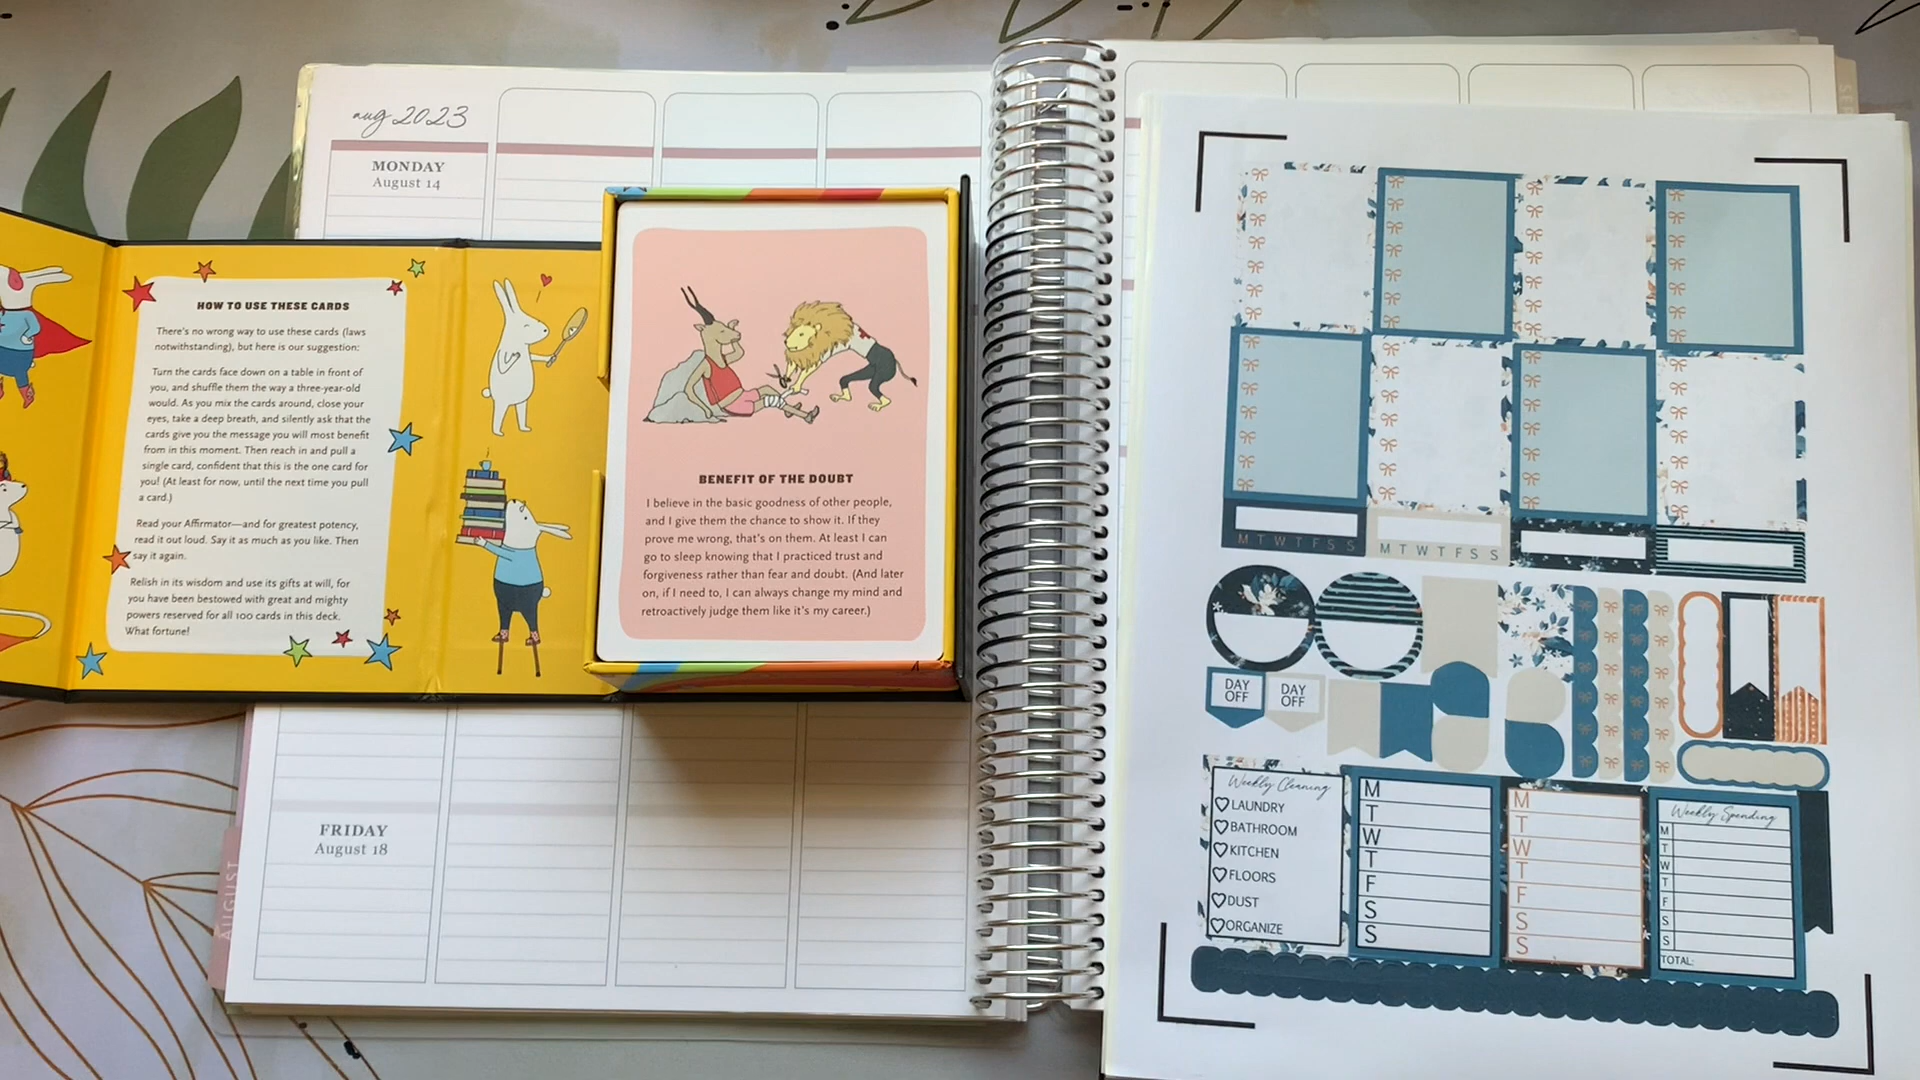 aug 2023
MONDAY
August 14
FRIDAY
August 18
AUGUST
HOW TO USE THESE CARDS
There's no wrong way to use these cards (laws
notwithstanding), but here is our suggestion:
Turn the cards face down on a table in front of
you, and shuffle them the way a three-year-old
would. As you mix the cards around, close your
eyes, take a deep breath, and silently ask that the
cards give you the message you will most benefit
from in this moment. Then reach in and pull a
single card, confident that this is the one card for
you! (At least for now, until the next time you pull
a card.)
Read your Affirmator—and for greatest potency,
read it out loud. Say it as much as you like. Then
say it again.
Relish in its wisdom and use its gifts at will, for
you have been bestowed with great and mighty
powers reserved for all 100 cards in this deck.
What fortune!
BENEFIT OF THE DOUBT
I believe in the basic goodness of other people,
and I give them the chance to show it. If they
prove me wrong, that's on them. At least I can
go to sleep knowing that I practiced trust and
forgiveness rather than fear and doubt. (And later
on, if I need to, I can always change my mind and
retroactively judge them like it's my career.)
M T W T F S S
M T W T F S S
DAY
OFF
DAY
OFF
Weekly Cleaning
LAUNDRY
BATHROOM
KITCHEN
FLOORS
DUST
ORGANIZE
M
T
W
T
F
S
S
M
T
W
T
F
S
S
Weekly Spending
M
T
W
T
F
S
S
TOTAL: